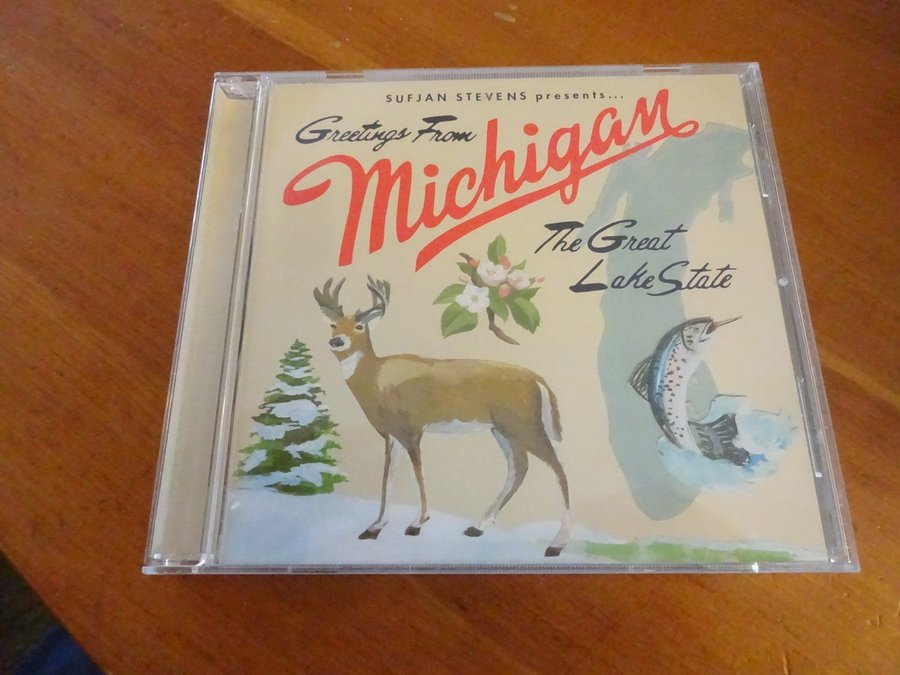 SUFJAN STEVENS presents...
Greetings From
Michigan
The Great
Lake State